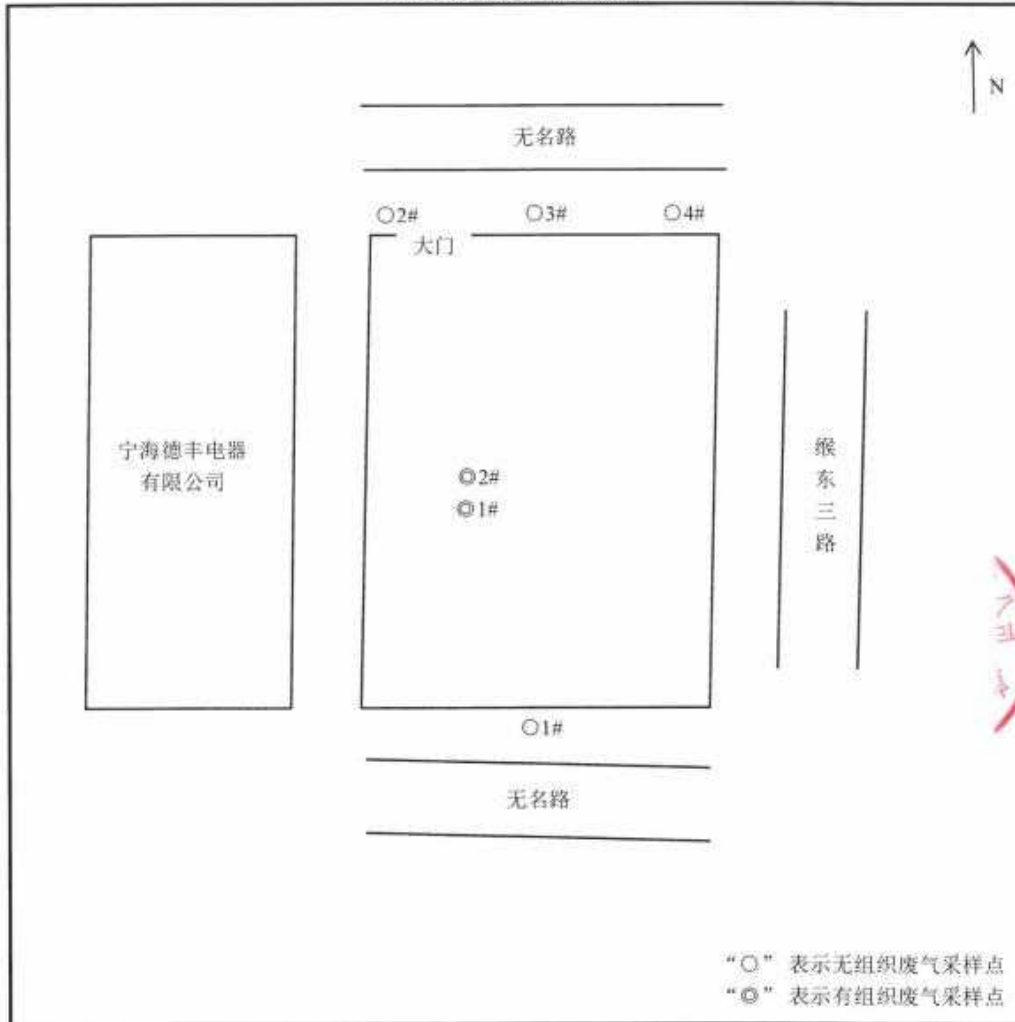 N
无名路
○2# ○3# ○4#
大门
宁海德丰电器
有限公司
◎2#
◎1#
缑东三路
○1#
无名路
“○” 表示无组织废气采样点
“◎” 表示有组织废气采样点